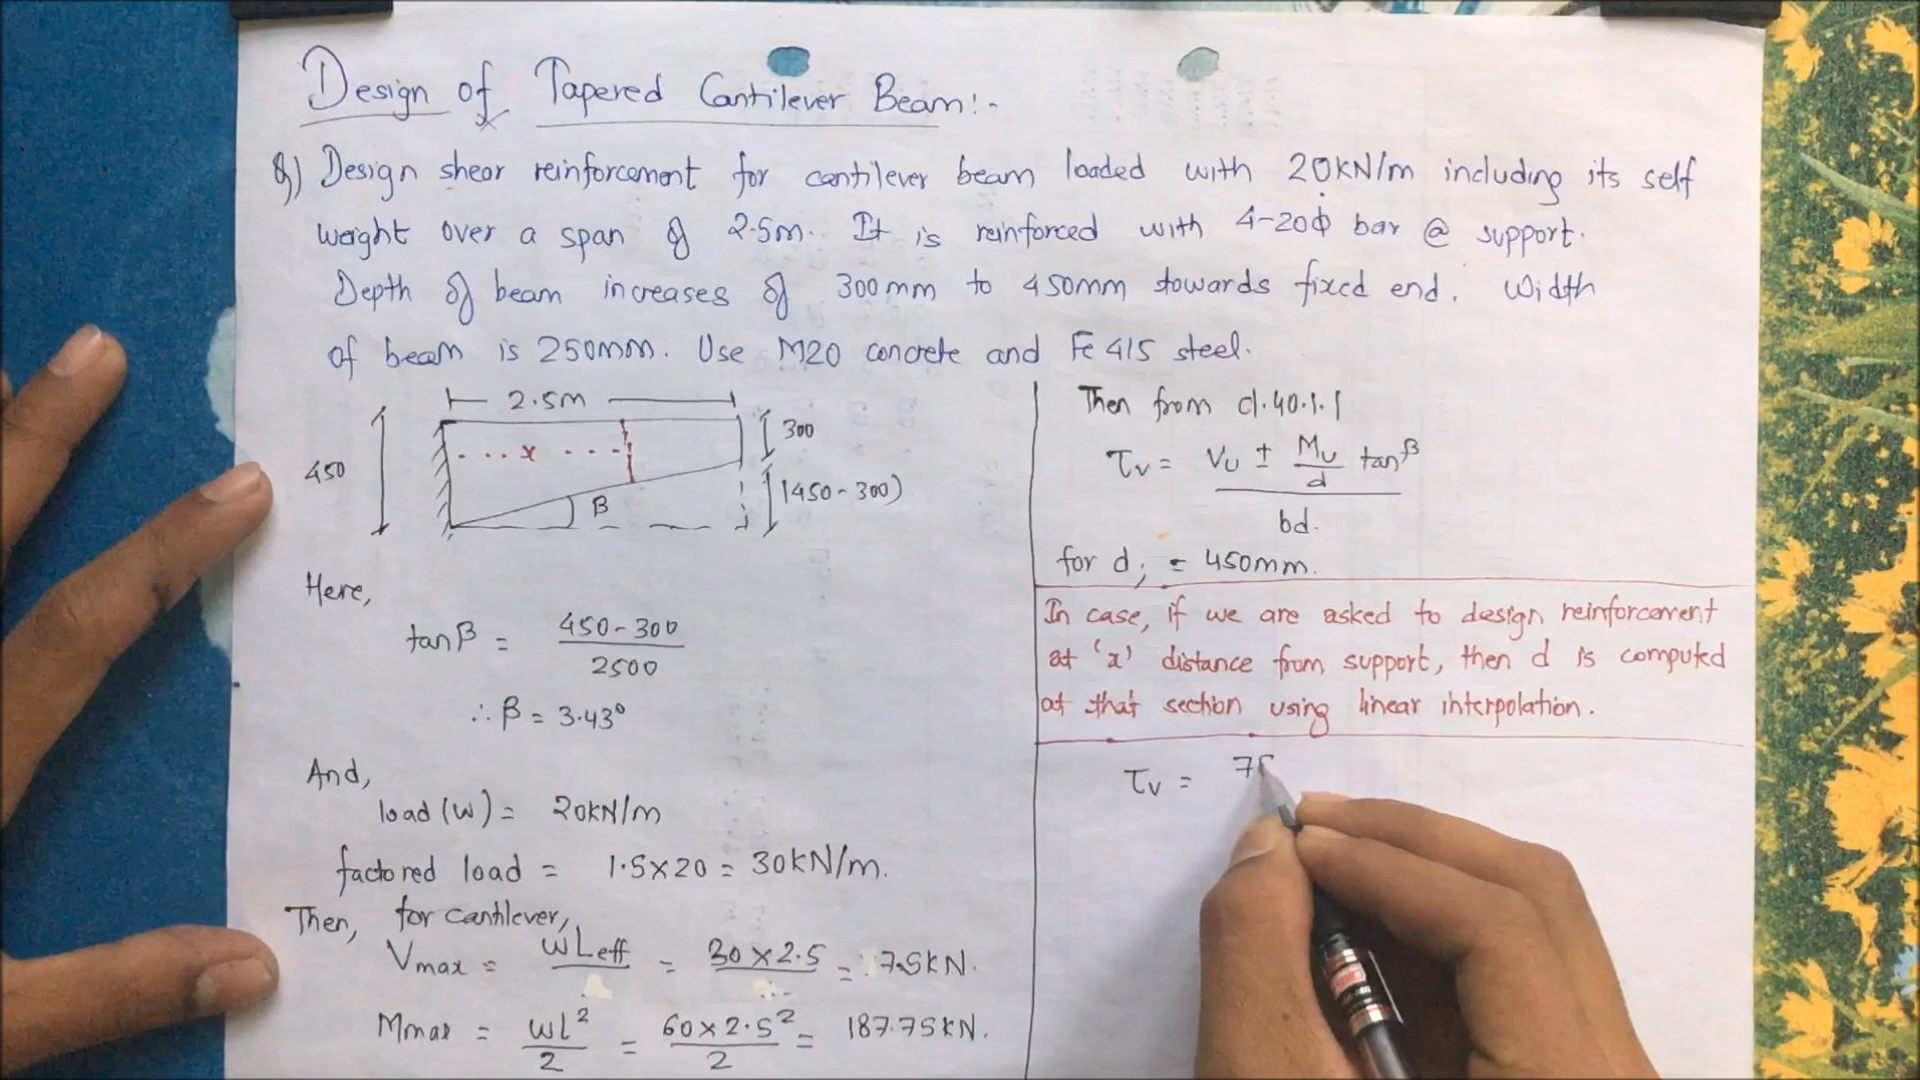 Design of Tapered Cantilever Beam:-
Q) Design shear reinforcement for cantilever beam loaded with 20KN/m including its self
weight over a span of 2.5m. It is reinforced with 4-20ϕ bar @ support.
Depth of beam increases of 300mm to 450mm towards fixed end. Width
of beam is 250mm. Use M20 concrete and Fe 415 steel.
2.5m
300
450
x
(450-300)
β
Here,
tanβ = 450-300 / 2500
∴ β = 3.43°
And,
load (w) = 20KN/m
factored load = 1.5×20 = 30KN/m.
Then, for cantilever,
Vmax = wLeff = 30×2.5 = 75KN.
Mmax = wl²/2 = 60×2.5²/2 = 187.75KN.
Then from cl.40.1.1
τv = Vu ± Mu/d tanβ
bd.
for d, = 450mm.
In case, if we are asked to design reinforcement
at 'x' distance from support, then d is computed
at that section using linear interpolation.
τv = 75